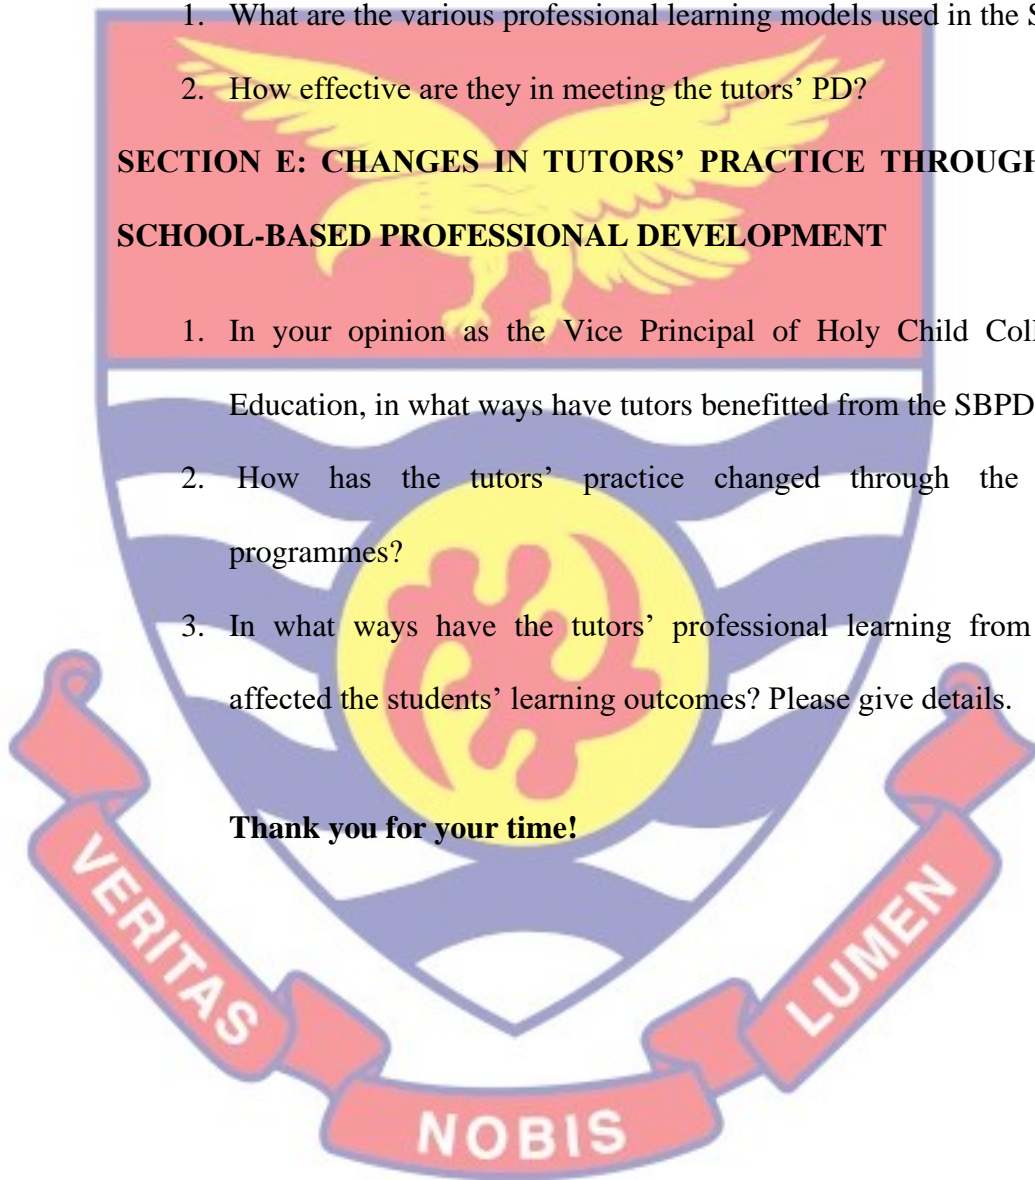 1. What are the various professional learning models used in the S
2. How effective are they in meeting the tutors' PD?
SECTION E: CHANGES IN TUTORS' PRACTICE THROUGH
SCHOOL-BASED PROFESSIONAL DEVELOPMENT
1. In your opinion as the Vice Principal of Holy Child Coll
Education, in what ways have tutors benefitted from the SBPD
2. How has the tutors' practice changed through the
programmes?
3. In what ways have the tutors' professional learning from
affected the students' learning outcomes? Please give details.
Thank you for your time!
VERITAS
NOBIS
LUMEN